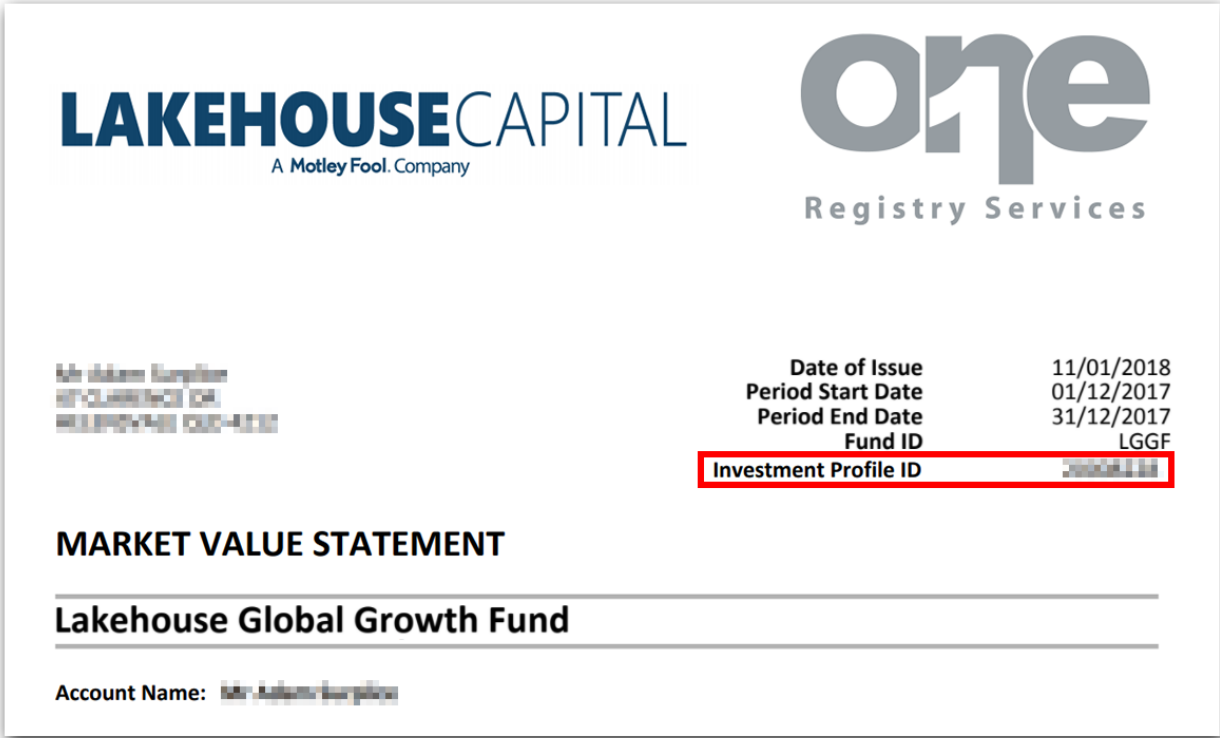 LAKEHOUSECAPITAL
A Motley Fool. Company
one
Registry Services
Date of Issue 11/01/2018
Period Start Date 01/12/2017
Period End Date 31/12/2017
Fund ID LGGF
Investment Profile ID
MARKET VALUE STATEMENT
Lakehouse Global Growth Fund
Account Name: